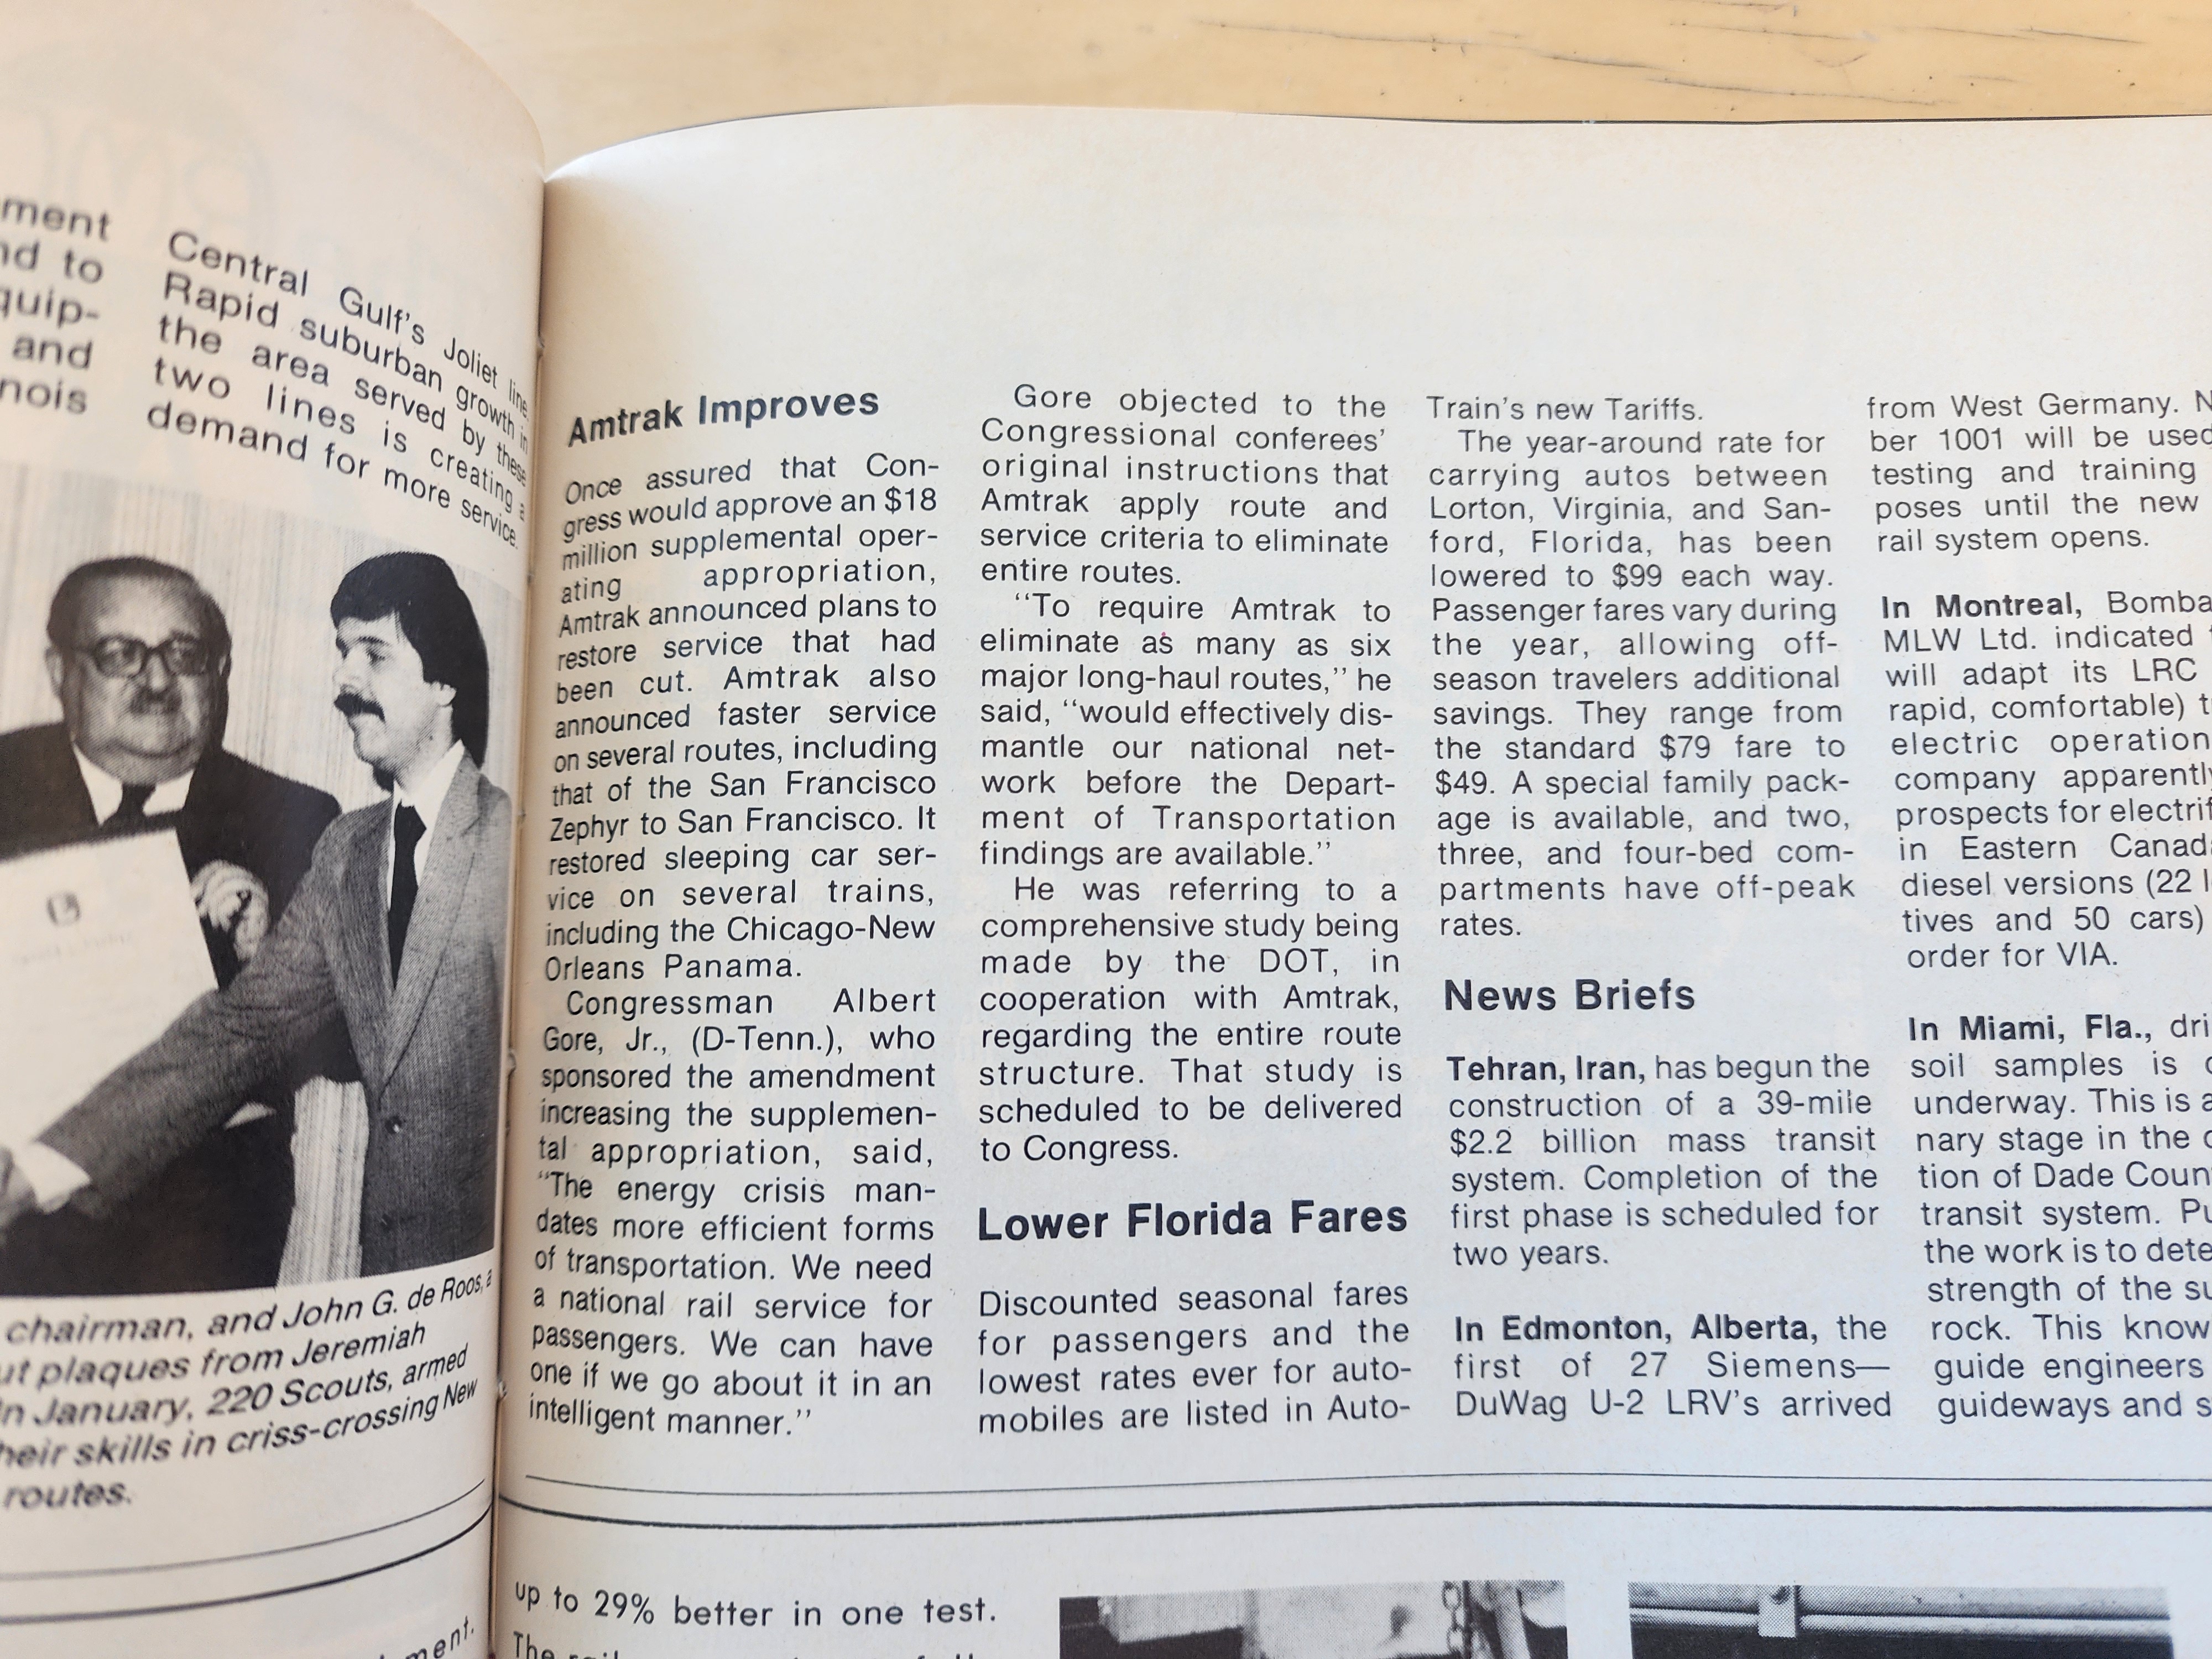 ment
nd to
quip-
and
nois
Central Gulf's Joliet line.
Rapid suburban growth in
the area served by these
two lines is creating a
demand for more service.
chairman, and John G. de Roos, a
ut plaques from Jeremiah
In January, 220 Scouts, armed
heir skills in criss-crossing New
routes.
ment.
Amtrak Improves
Once assured that Con-
gress would approve an $18
million supplemental oper-
ating appropriation,
Amtrak announced plans to
restore service that had
been cut. Amtrak also
announced faster service
on several routes, including
that of the San Francisco
Zephyr to San Francisco. It
restored sleeping car ser-
vice on several trains,
including the Chicago-New
Orleans Panama.
Congressman Albert
Gore, Jr., (D-Tenn.), who
sponsored the amendment
increasing the supplemen-
tal appropriation, said,
"The energy crisis man-
dates more efficient forms
of transportation. We need
a national rail service for
passengers. We can have
one if we go about it in an
intelligent manner."
Gore objected to the
Congressional conferees'
original instructions that
Amtrak apply route and
service criteria to eliminate
entire routes.
"To require Amtrak to
eliminate as many as six
major long-haul routes," he
said, "would effectively dis-
mantle our national net-
work before the Depart-
ment of Transportation
findings are available."
He was referring to a
comprehensive study being
made by the DOT, in
cooperation with Amtrak,
regarding the entire route
structure. That study is
scheduled to be delivered
to Congress.
Lower Florida Fares
Discounted seasonal fares
for passengers and the
lowest rates ever for auto-
mobiles are listed in Auto-
Train's new Tariffs.
The year-around rate for
carrying autos between
Lorton, Virginia, and San-
ford, Florida, has been
lowered to $99 each way.
Passenger fares vary during
the year, allowing off-
season travelers additional
savings. They range from
the standard $79 fare to
$49. A special family pack-
age is available, and two,
three, and four-bed com-
partments have off-peak
rates.
News Briefs
Tehran, Iran, has begun the
construction of a 39-mile
$2.2 billion mass transit
system. Completion of the
first phase is scheduled for
two years.
In Edmonton, Alberta, the
first of 27 Siemens—
DuWag U-2 LRV's arrived
from West Germany. N
ber 1001 will be used
testing and training
poses until the new
rail system opens.
In Montreal, Bomba
MLW Ltd. indicated
will adapt its LRC
rapid, comfortable) t
electric operation
company apparently
prospects for electrif
in Eastern Canad
diesel versions (22 l
tives and 50 cars)
order for VIA.
In Miami, Fla., dri
soil samples is
underway. This is a
nary stage in the
tion of Dade Coun
transit system. Pu
the work is to dete
strength of the su
rock. This know
guide engineers
guideways and s
up to 29% better in one test.
The